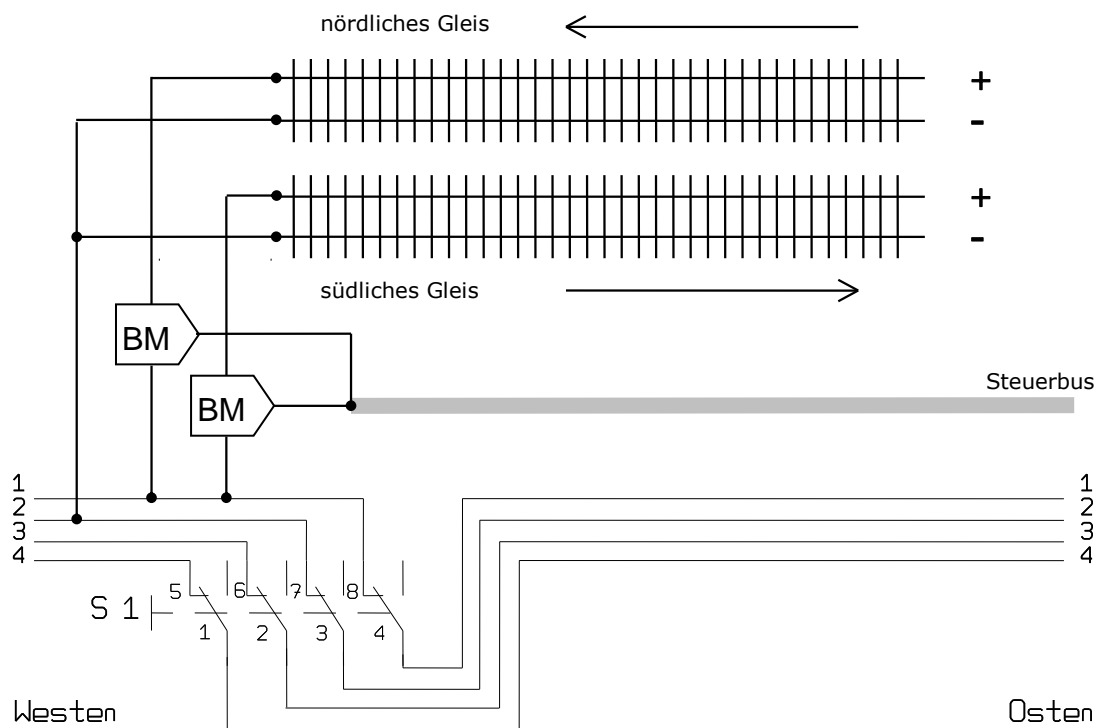 nördliches Gleis
+
-
+
-
südliches Gleis
BM
BM
Steuerbus
1 1
2 2
3 3
4 4
5 6 7 8
S 1
1 2 3 4
Westen Osten